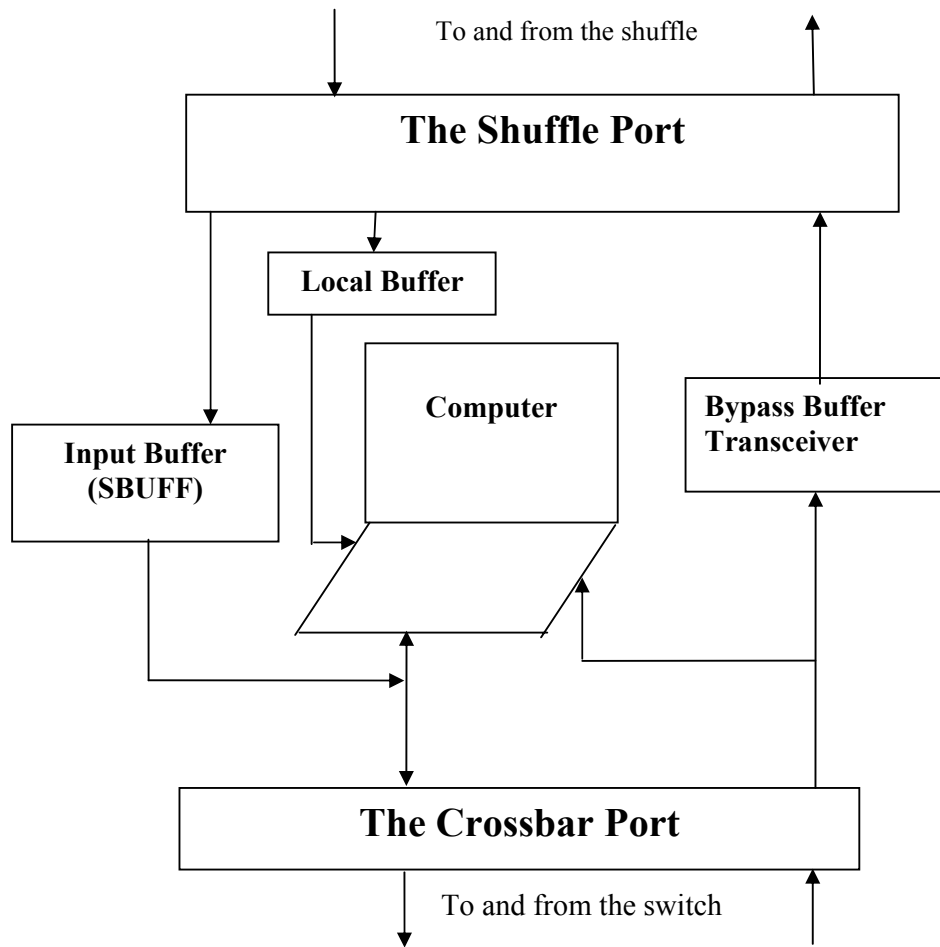 To and from the shuffle
The Shuffle Port
Local Buffer
Computer
Bypass Buffer
Transceiver
Input Buffer
(SBUFF)
The Crossbar Port
To and from the switch